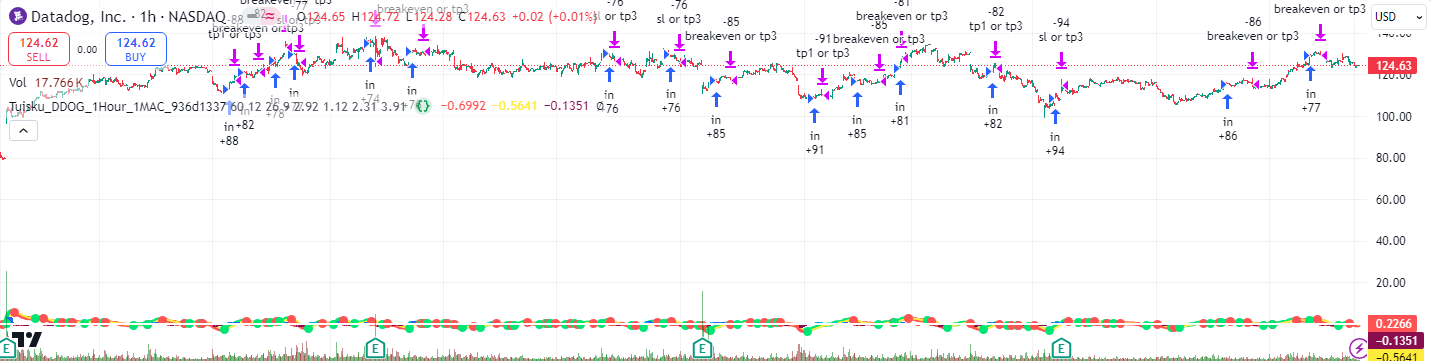 Datadog, Inc. · 1h · NASDAQ
O124.65 H124.72 L124.28 C124.63 +0.02 (+0.01%)
USD
124.62
SELL
0.00
124.62
BUY
Vol 17.766 K
Tujsku_DDOG_1Hour_1MAC_936d1337 60 12 26 9
2.92 1.12 2.31 3.91
−0.6992 −0.5641 −0.1351 ∅
-88
tp1 or tp3
-82
breakeven or tp3
-77
sl or tp3
breakeven or tp3
breakeven or tp3
-76
sl or tp3
-76
sl or tp3
-85
breakeven or tp3
-91
tp1 or tp3
-85
breakeven or tp3
-81
breakeven or tp3
-82
tp1 or tp3
-94
sl or tp3
-86
breakeven or tp3
breakeven or tp3
in
+88
in
+82
in
+78
in
in
+74
in
in
+76
in
+76
in
+85
in
+91
in
+85
in
+81
in
+82
in
+94
in
+86
in
+77
140.00
124.63
120.00
100.00
80.00
60.00
40.00
20.00
0.2266
−0.1351
−0.5641
E
E
E
E